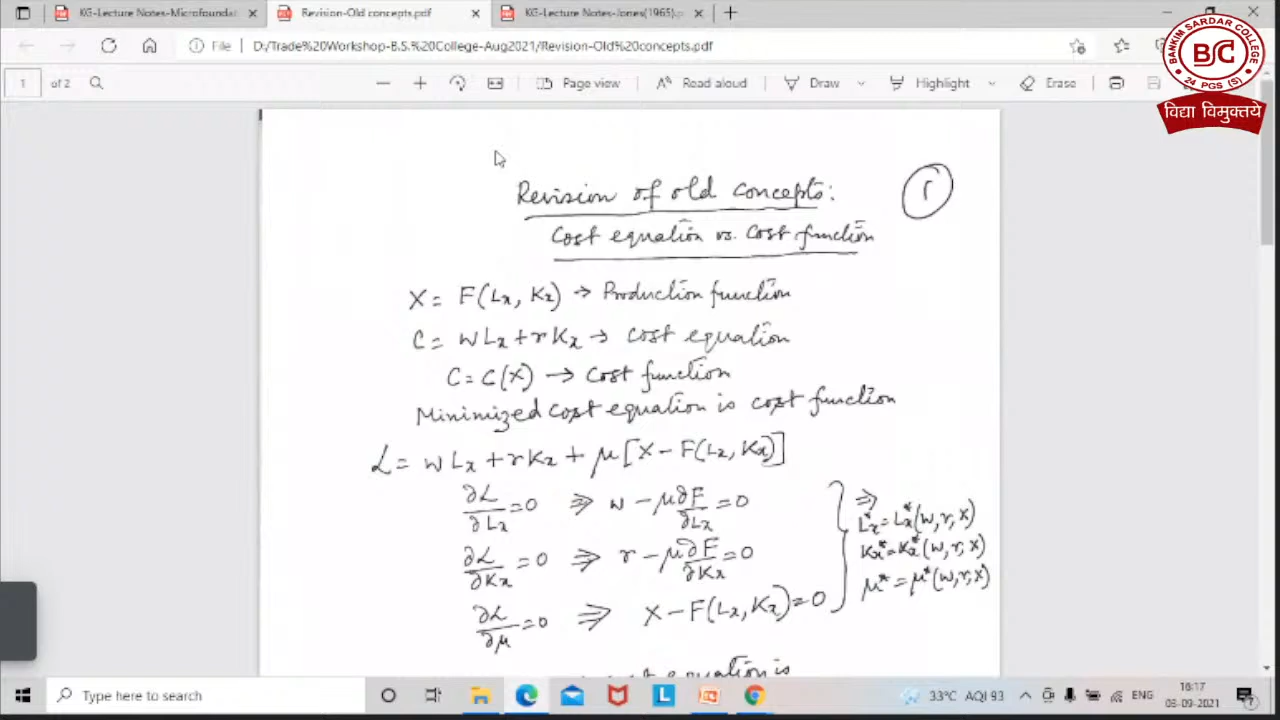 KG-Lecture Notes-Microfoundat
Revision-Old concepts.pdf
KG-Lecture Notes-Jones(1965).p
File
D:/Trade%20Workshop-B.S.%20College-Aug2021/Revision-Old%20concepts.pdf
BANKIM SARDAR COLLEGE
BSC
24 PGS (S)
विद्या विमुक्तये
1 of 2
Page view
Read aloud
Draw
Highlight
Erase
Revision of old concepts:
1
Cost equation vs. cost function
X = F(Lx, Kx) → Production function
C = wLx + rKx → cost equation
C = C(X) → cost function
Minimized cost equation is cost function
ℒ = wLx + rKx + μ[X − F(Lx, Kx)]
∂ℒ/∂Lx = 0 ⇒ w − μ∂F/∂Lx = 0
∂ℒ/∂Kx = 0 ⇒ r − μ∂F/∂Kx = 0
∂ℒ/∂μ = 0 ⇒ X − F(Lx, Kx) = 0
⇒
Lx* = Lx*(w, r, X)
Kx* = Kx*(w, r, X)
μ* = μ*(w, r, X)
cost equation is
Type here to search
33°C AQI 93
ENG
16:17
08-09-2021